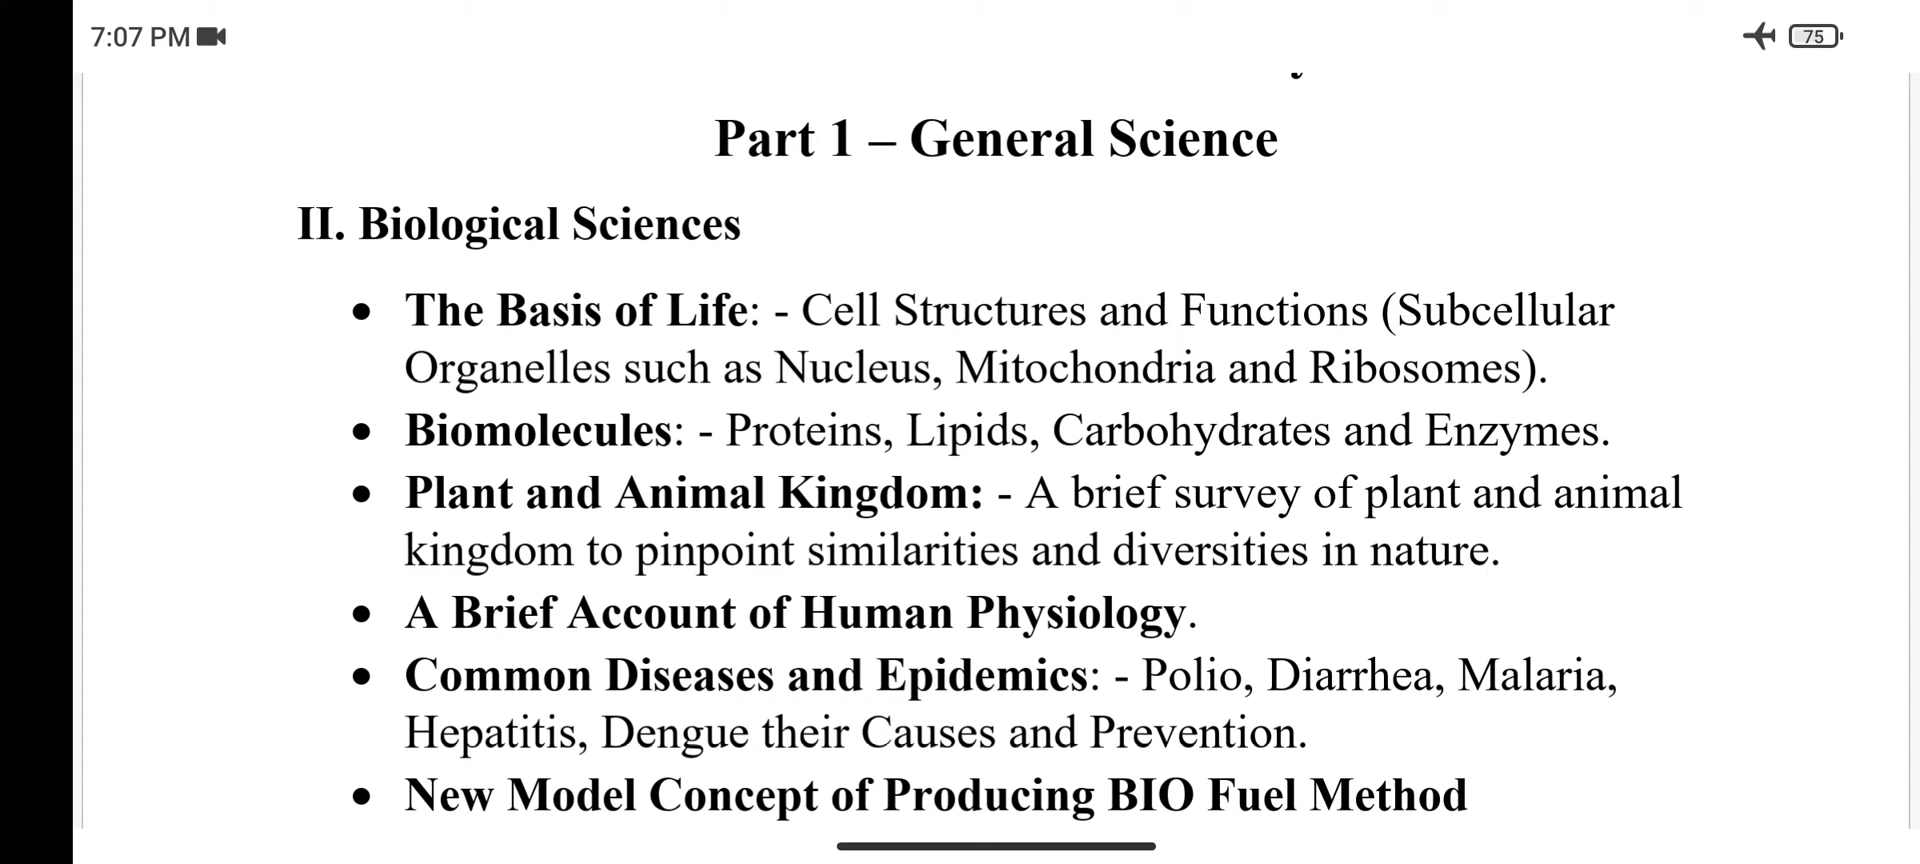 7:07 PM
75
Part 1 – General Science
II. Biological Sciences
• The Basis of Life: - Cell Structures and Functions (Subcellular
Organelles such as Nucleus, Mitochondria and Ribosomes).
• Biomolecules: - Proteins, Lipids, Carbohydrates and Enzymes.
• Plant and Animal Kingdom: - A brief survey of plant and animal
kingdom to pinpoint similarities and diversities in nature.
• A Brief Account of Human Physiology.
• Common Diseases and Epidemics: - Polio, Diarrhea, Malaria,
Hepatitis, Dengue their Causes and Prevention.
• New Model Concept of Producing BIO Fuel Method